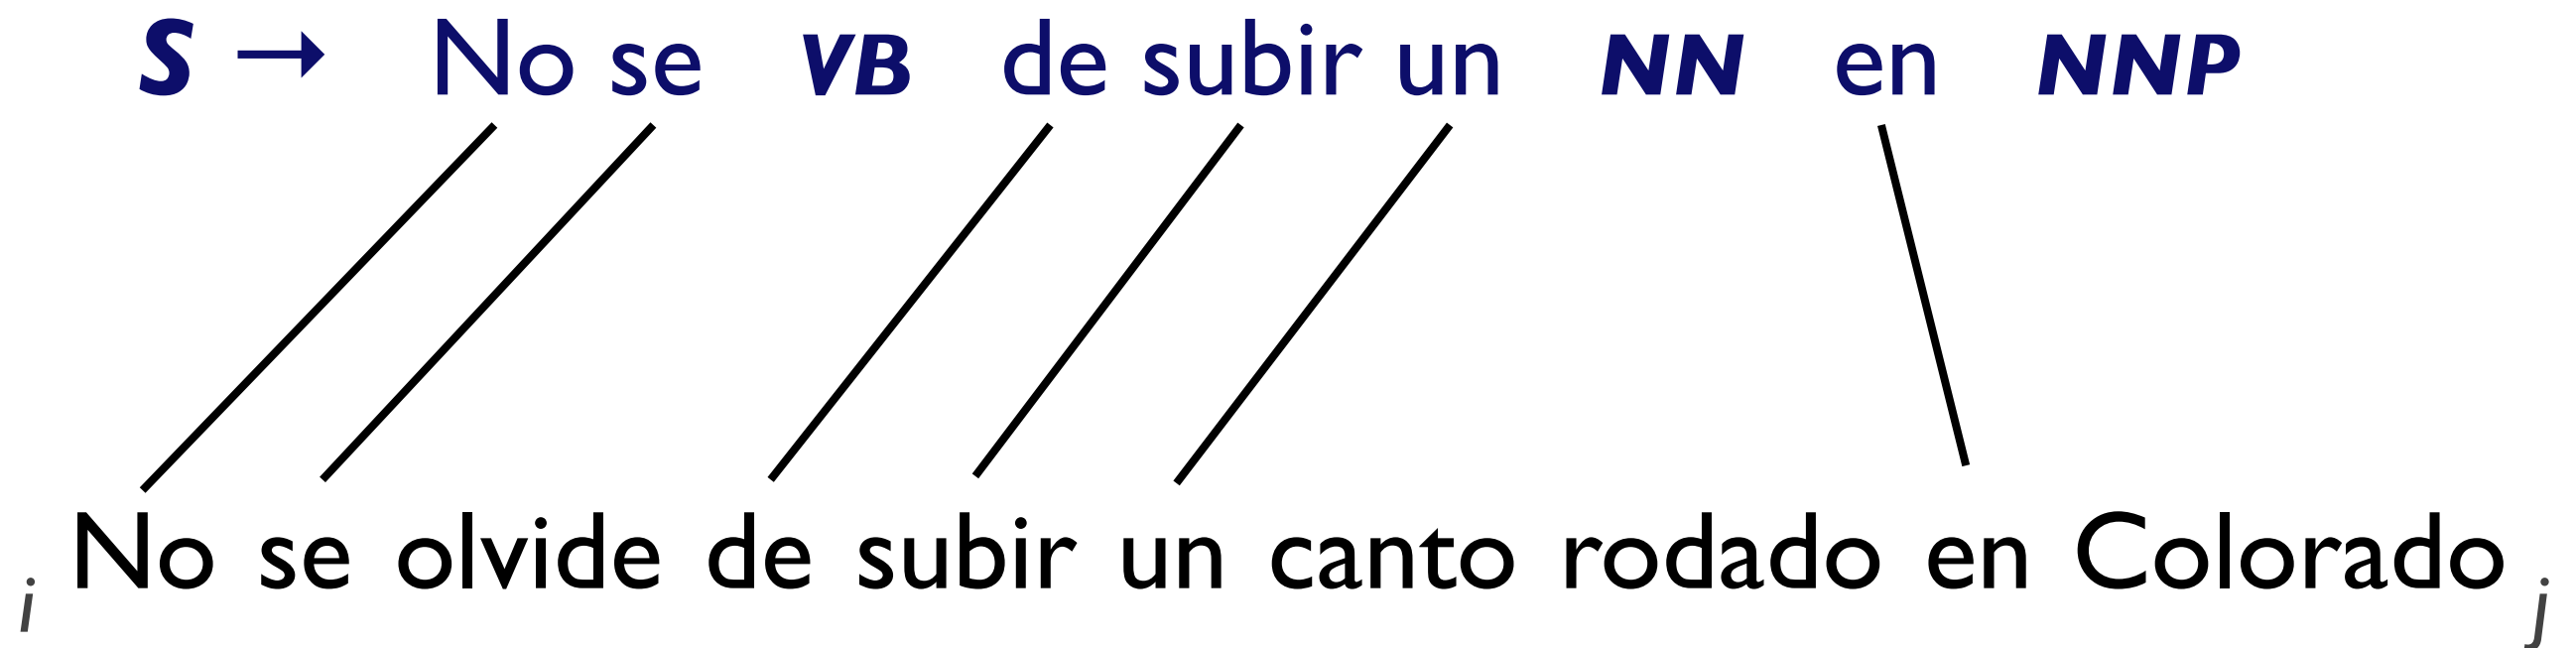 S → No se VB de subir un NN en NNP
i No se olvide de subir un canto rodado en Colorado j